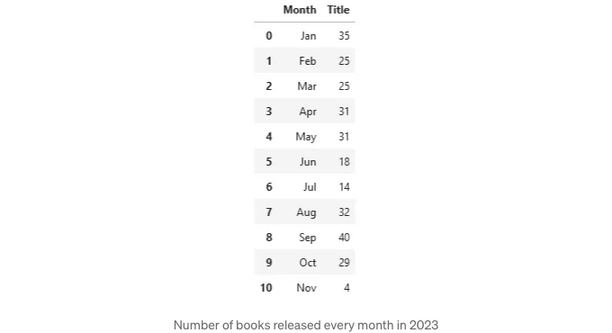 Month Title
0 Jan 35
1 Feb 25
2 Mar 25
3 Apr 31
4 May 31
5 Jun 18
6 Jul 14
7 Aug 32
8 Sep 40
9 Oct 29
10 Nov 4
Number of books released every month in 2023